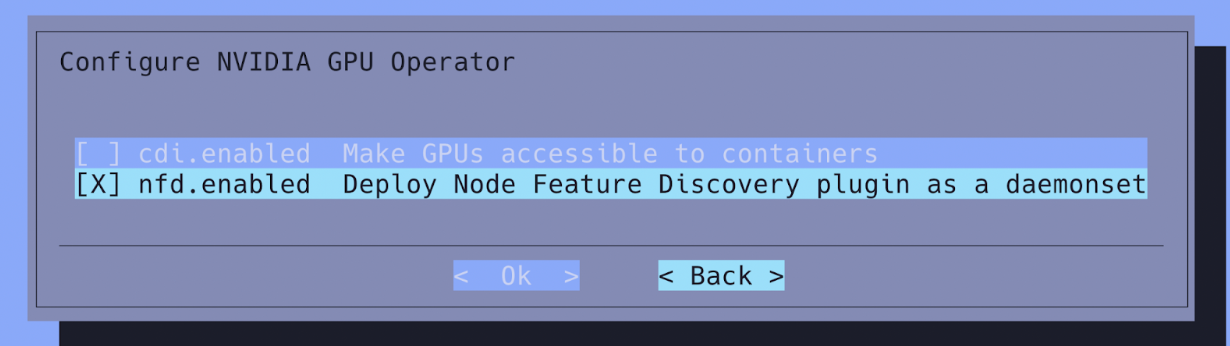 Configure NVIDIA GPU Operator
[ ] cdi.enabled  Make GPUs accessible to containers
[X] nfd.enabled  Deploy Node Feature Discovery plugin as a daemonset
<  Ok  >     < Back >